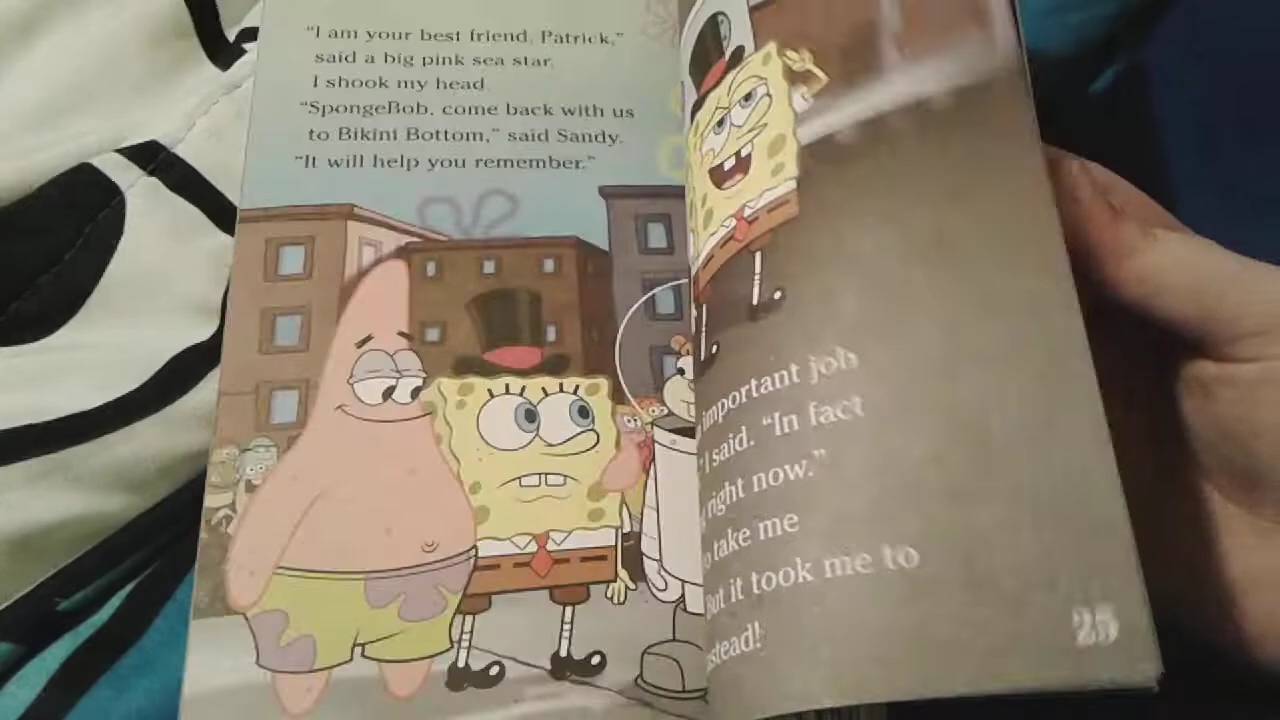 “I am your best friend, Patrick,”
said a big pink sea star.
I shook my head.
“SpongeBob, come back with us
to Bikini Bottom,” said Sandy.
“It will help you remember.”
important job
I said. “In fact
right now.”
take me
But it took me to
25